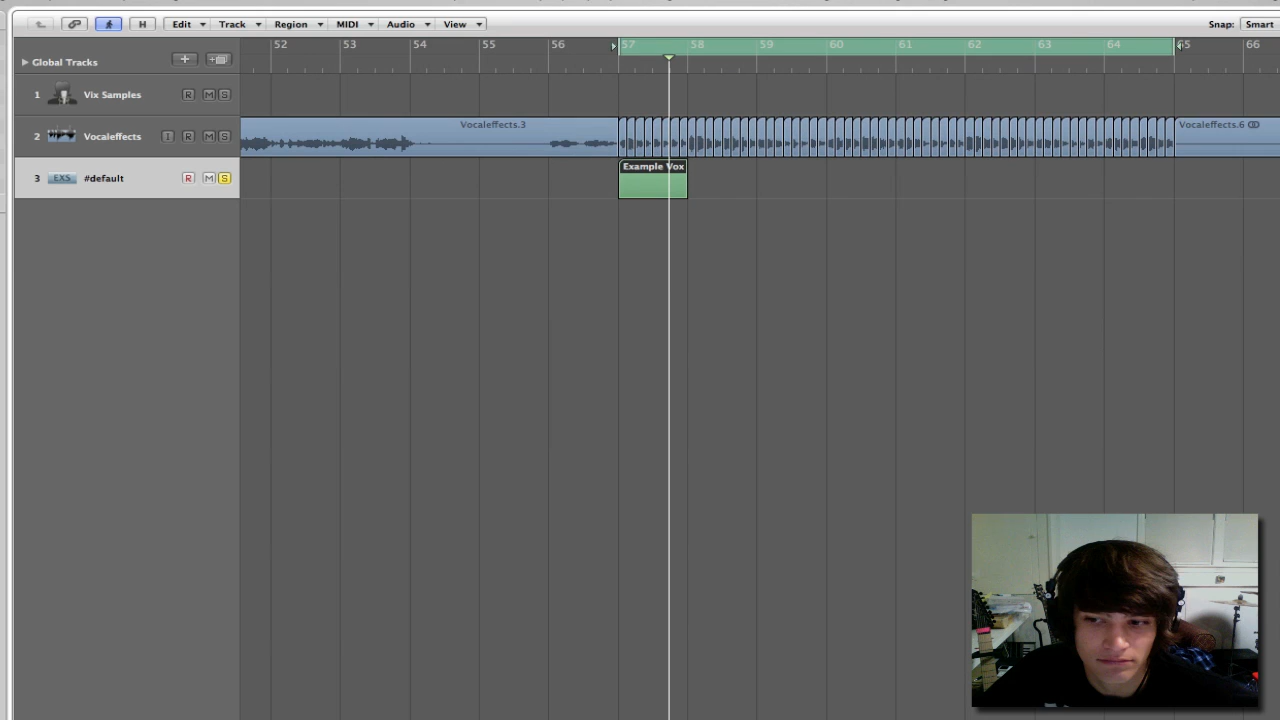 H Edit Track Region MIDI Audio View Snap: Smart
52 53 54 55 56 57 58 59 60 61 62 63 64 65 66
Global Tracks
1 Vix Samples R M S
2 Vocaleffects I R M S
Vocaleffects.3 Vocaleffects.6
3 EXS #default R M S
Example Vox